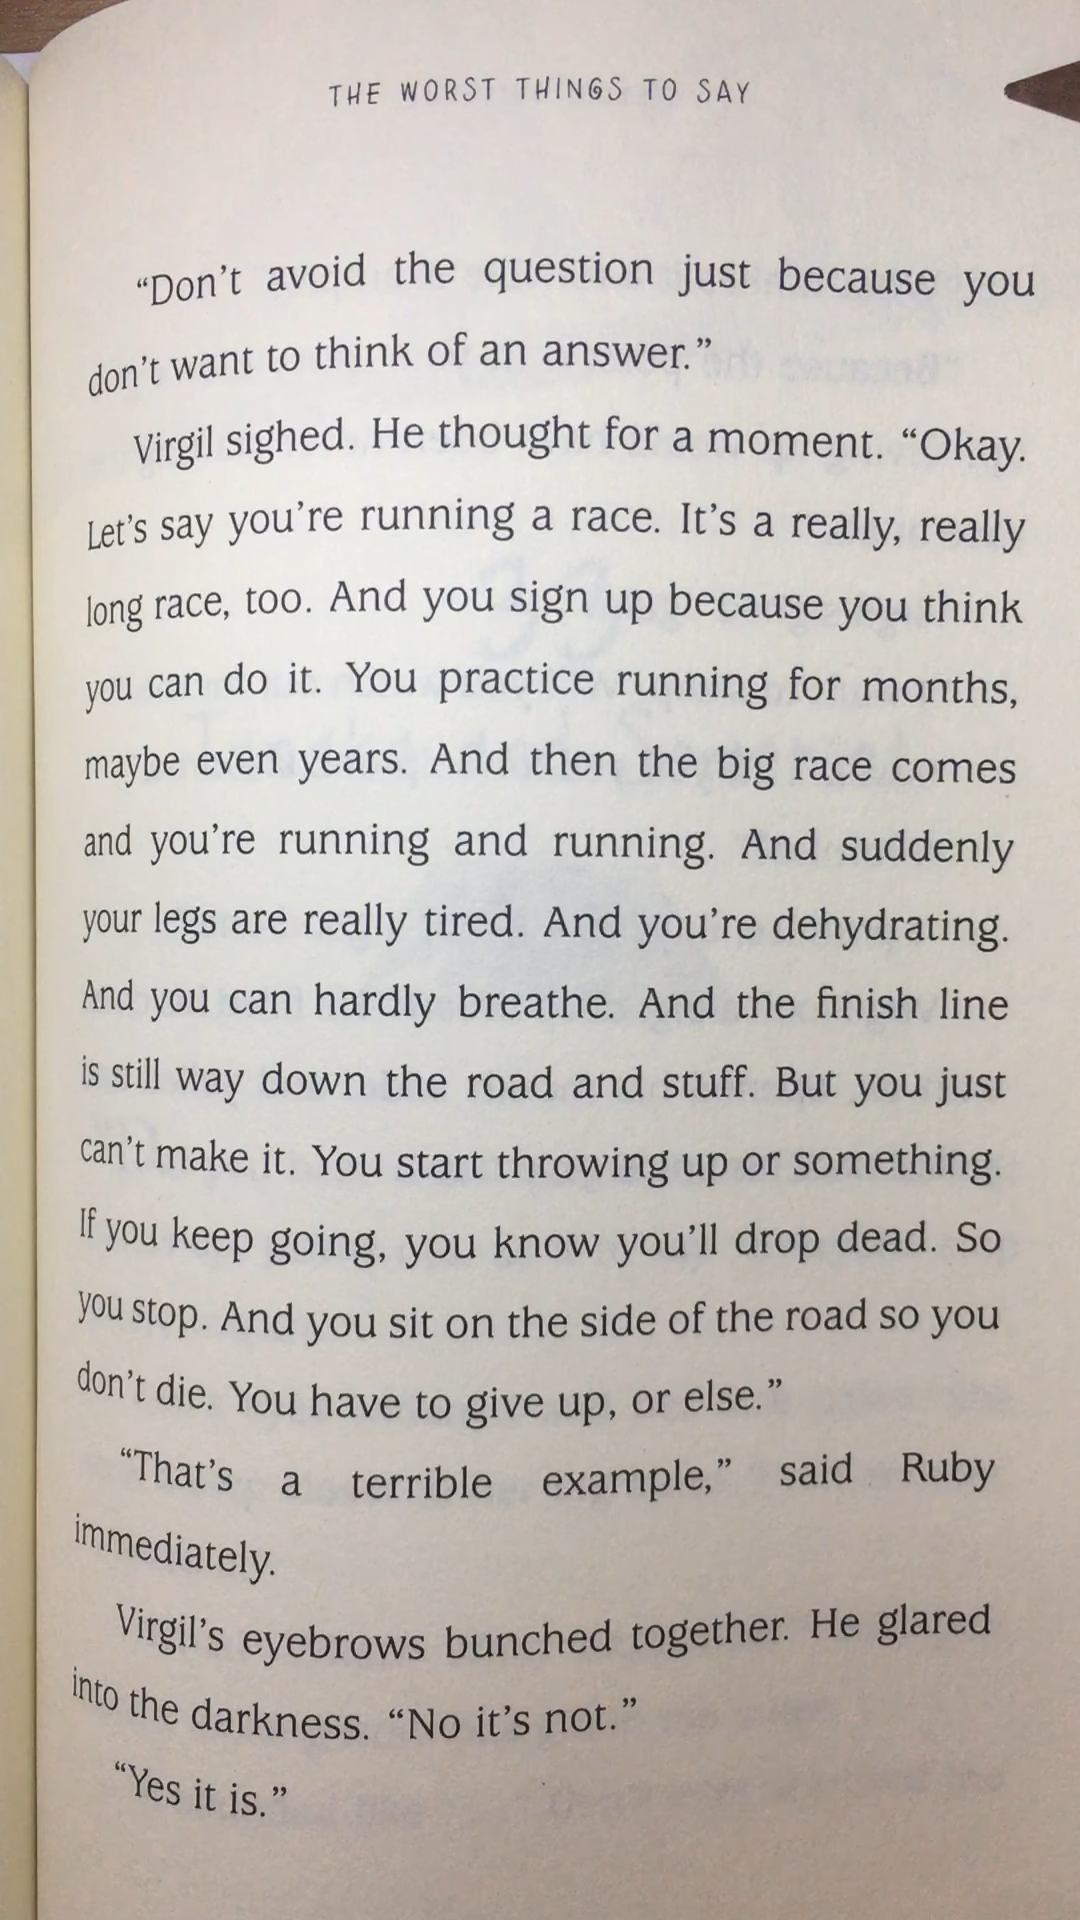 THE WORST THINGS TO SAY
“Don’t avoid the question just because you
don’t want to think of an answer.”
Virgil sighed. He thought for a moment. “Okay.
Let’s say you’re running a race. It’s a really, really
long race, too. And you sign up because you think
you can do it. You practice running for months,
maybe even years. And then the big race comes
and you’re running and running. And suddenly
your legs are really tired. And you’re dehydrating.
And you can hardly breathe. And the finish line
is still way down the road and stuff. But you just
can’t make it. You start throwing up or something.
If you keep going, you know you’ll drop dead. So
you stop. And you sit on the side of the road so you
don’t die. You have to give up, or else.”
“That’s a terrible example,” said Ruby
immediately.
Virgil’s eyebrows bunched together. He glared
into the darkness. “No it’s not.”
“Yes it is.”